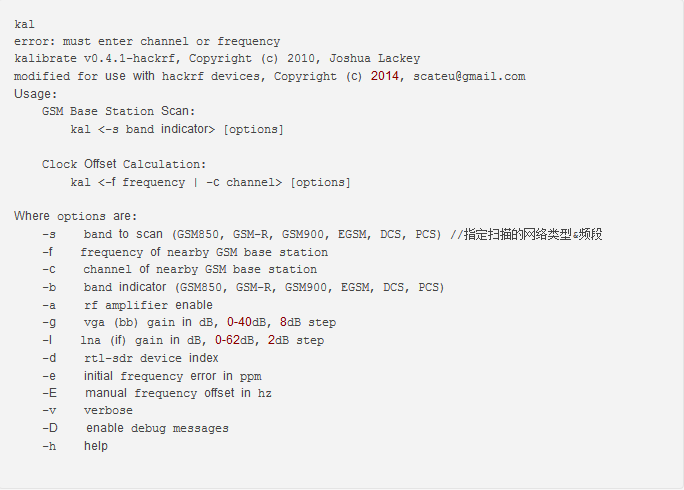 kal
error: must enter channel or frequency
kalibrate v0.4.1-hackrf, Copyright (c) 2010, Joshua Lackey
modified for use with hackrf devices, Copyright (c) 2014, scateu@gmail.com
Usage:
    GSM Base Station Scan:
        kal <-s band indicator> [options]

    Clock Offset Calculation:
        kal <-f frequency | -c channel> [options]

Where options are:
    -s    band to scan (GSM850, GSM-R, GSM900, EGSM, DCS, PCS) //指定扫描的网络类型&频段
    -f    frequency of nearby GSM base station
    -c    channel of nearby GSM base station
    -b    band indicator (GSM850, GSM-R, GSM900, EGSM, DCS, PCS)
    -a    rf amplifier enable
    -g    vga (bb) gain in dB, 0-40dB, 8dB step
    -l    lna (if) gain in dB, 0-62dB, 2dB step
    -d    rtl-sdr device index
    -e    initial frequency error in ppm
    -E    manual frequency offset in hz
    -v    verbose
    -D    enable debug messages
    -h    help